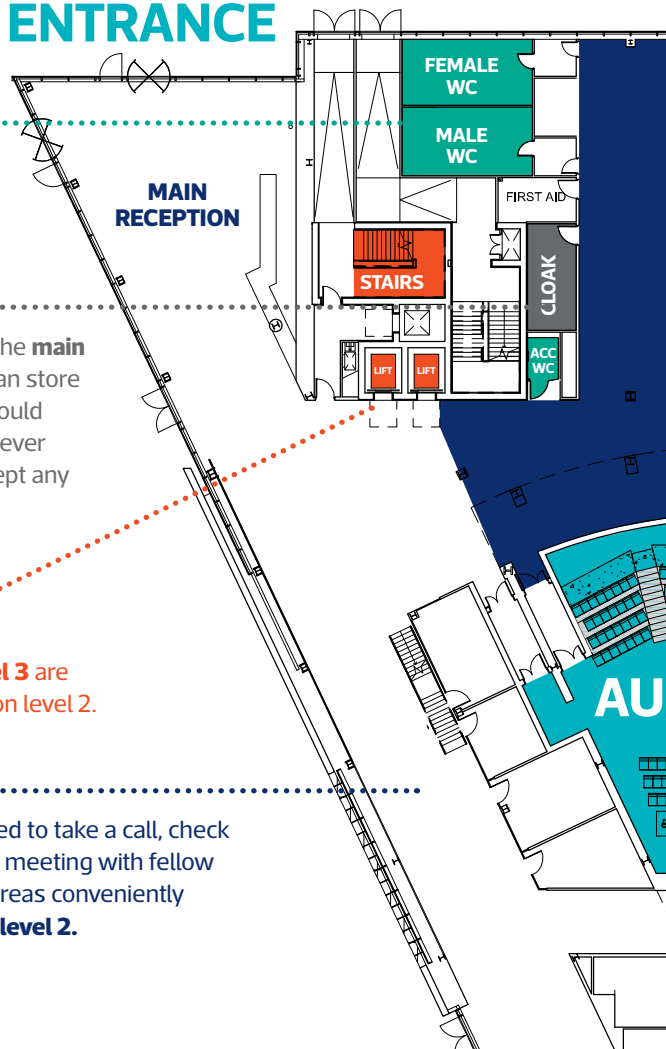 ENTRANCE
FEMALE
WC
MALE
WC
MAIN
RECEPTION
FIRST AID
STAIRS
CLOAK
ACC
WC
LIFT
LIFT
he main
an store
ould
ever
ept any
el 3 are
on level 2.
AU
ed to take a call, check
meeting with fellow
reas conveniently
level 2.